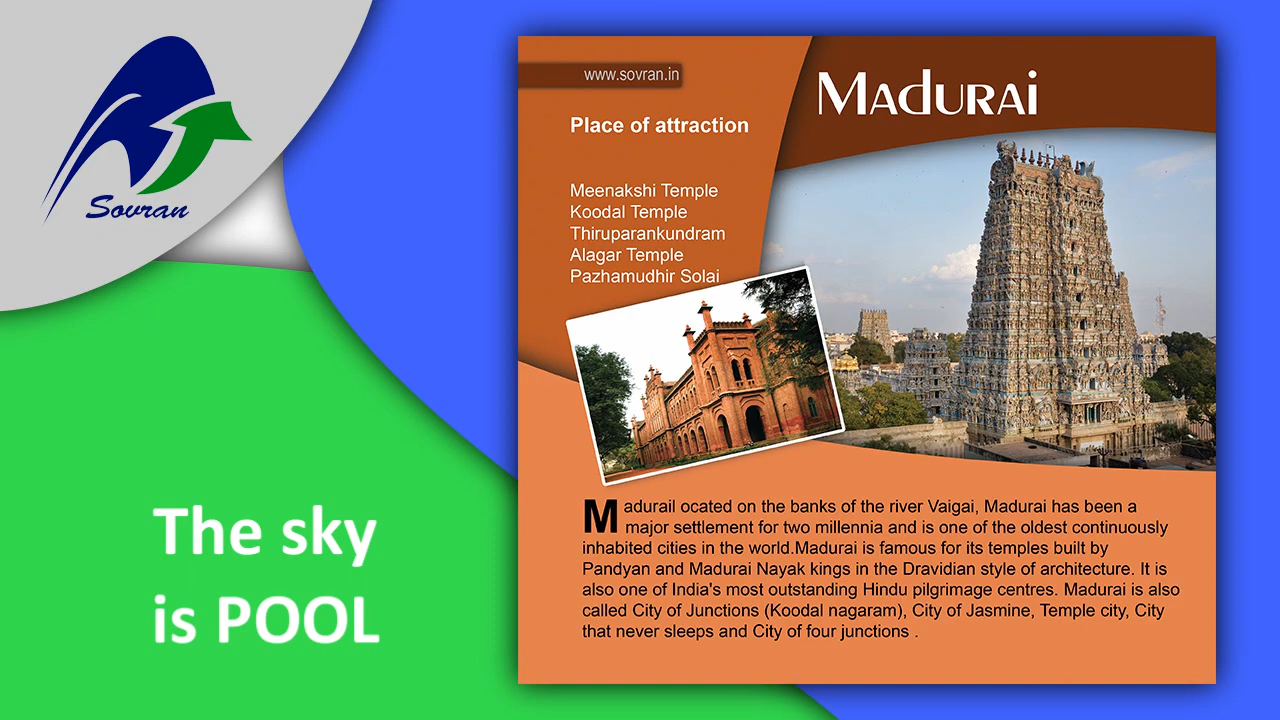 Sovran
The sky
is POOL
www.sovran.in
MADURAi
Place of attraction
Meenakshi Temple
Koodal Temple
Thiruparankundram
Alagar Temple
Pazhamudhir Solai
Madurail ocated on the banks of the river Vaigai, Madurai has been a
major settlement for two millennia and is one of the oldest continuously
inhabited cities in the world.Madurai is famous for its temples built by
Pandyan and Madurai Nayak kings in the Dravidian style of architecture. It is
also one of India's most outstanding Hindu pilgrimage centres. Madurai is also
called City of Junctions (Koodal nagaram), City of Jasmine, Temple city, City
that never sleeps and City of four junctions .